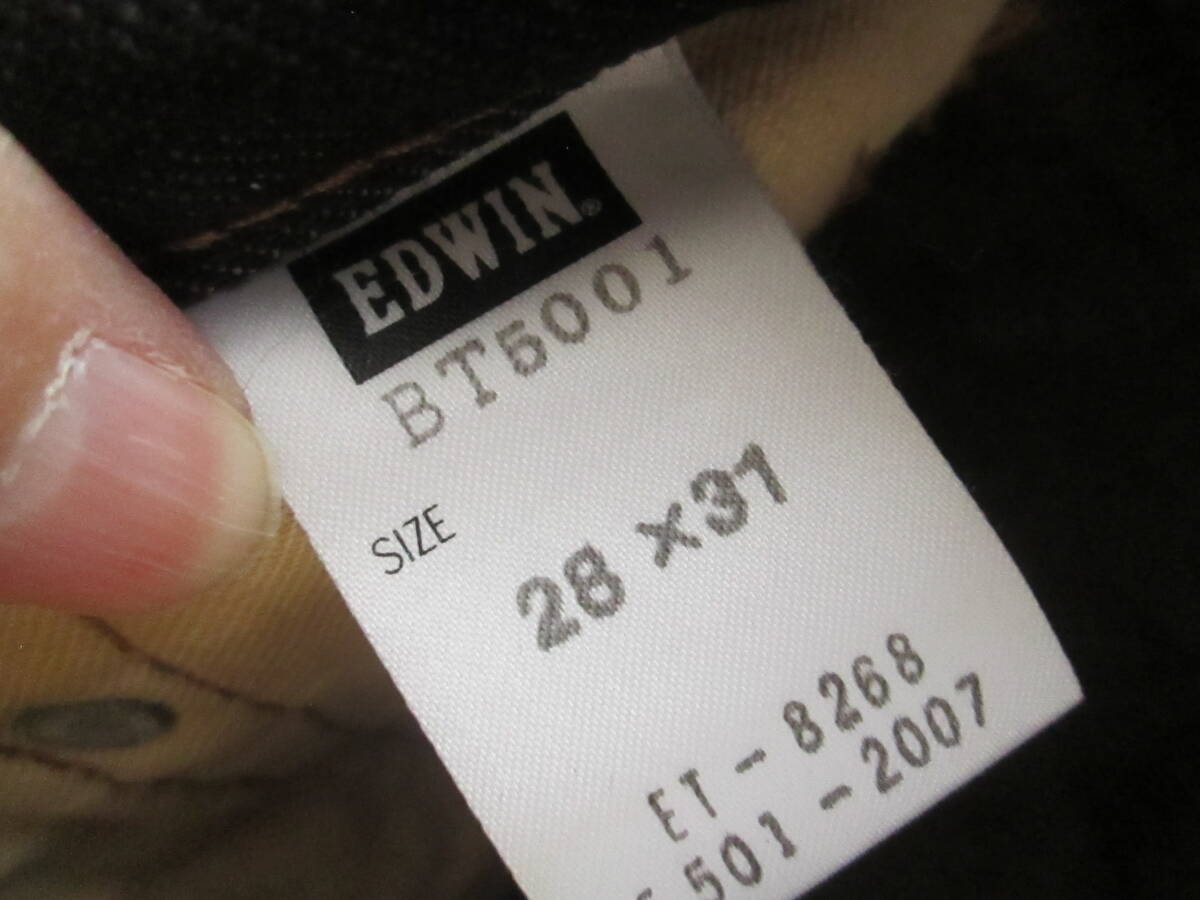 EDWIN®
BT5001
SIZE
28×31
ET-8268
501-2007